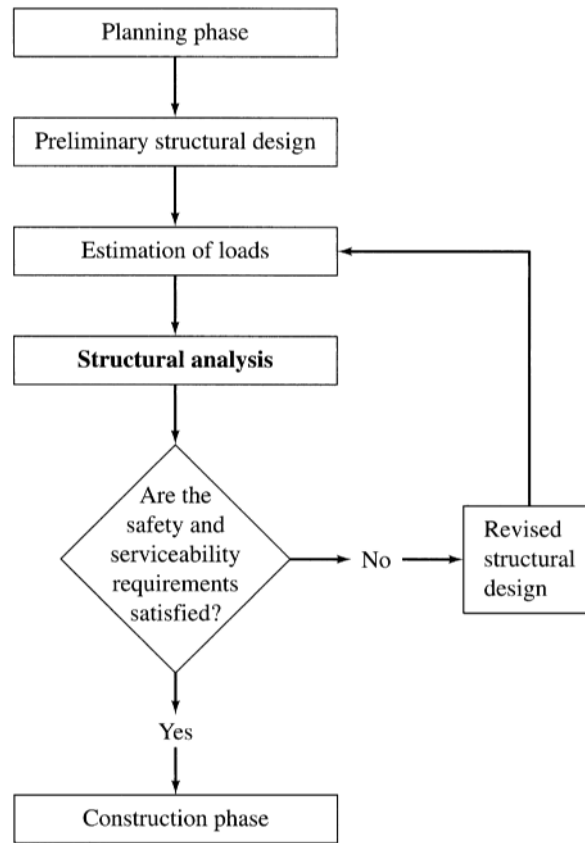 Planning phase
Preliminary structural design
Estimation of loads
Structural analysis
Are the
safety and
serviceability
requirements
satisfied?
No
Revised
structural
design
Yes
Construction phase